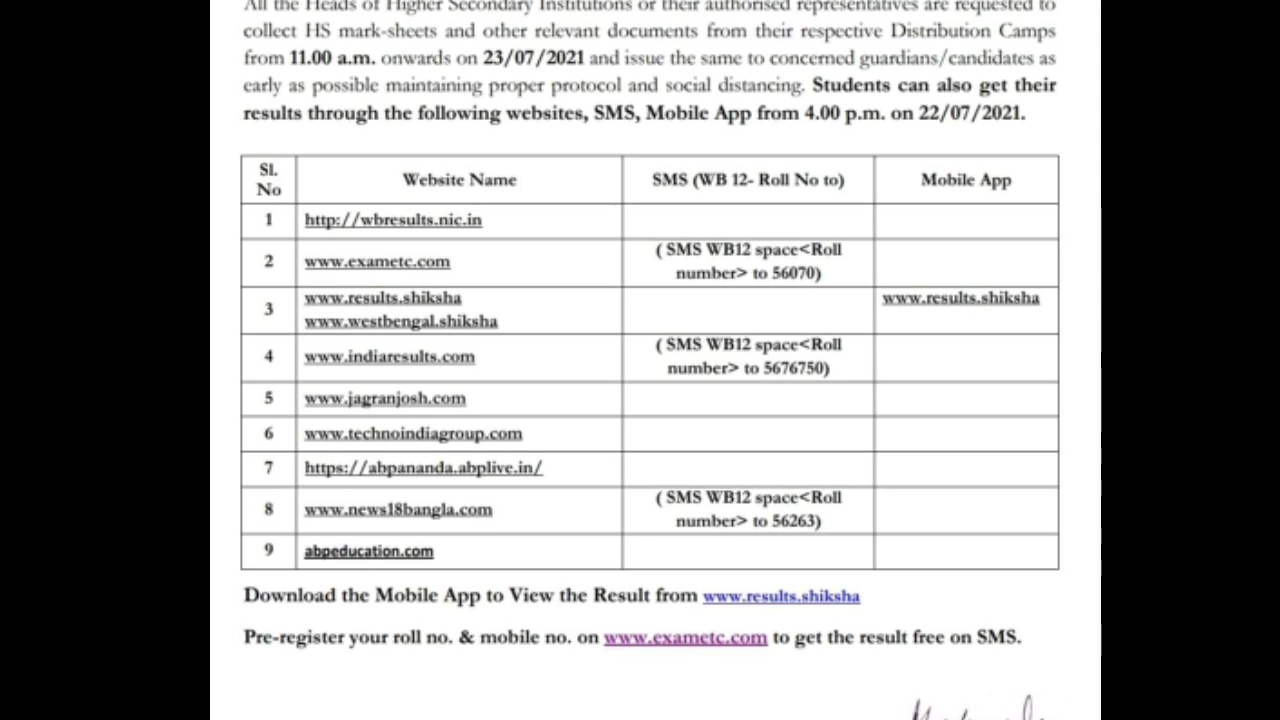 All the Heads of Higher Secondary Institutions or their authorised representatives are requested to
collect HS mark-sheets and other relevant documents from their respective Distribution Camps
from 11.00 a.m. onwards on 23/07/2021 and issue the same to concerned guardians/candidates as
early as possible maintaining proper protocol and social distancing. Students can also get their
results through the following websites, SMS, Mobile App from 4.00 p.m. on 22/07/2021.
Sl. No Website Name SMS (WB 12- Roll No to) Mobile App
1 http://wbresults.nic.in
2 www.exametc.com ( SMS WB12 space<Roll
number> to 56070)
3 www.results.shiksha www.results.shiksha
www.westbengal.shiksha
4 www.indiaresults.com ( SMS WB12 space<Roll
number> to 5676750)
5 www.jagranjosh.com
6 www.technoindiagroup.com
7 https://abpananda.abplive.in/
8 www.news18bangla.com ( SMS WB12 space<Roll
number> to 56263)
9 abpeducation.com
Download the Mobile App to View the Result from www.results.shiksha
Pre-register your roll no. & mobile no. on www.exametc.com to get the result free on SMS.